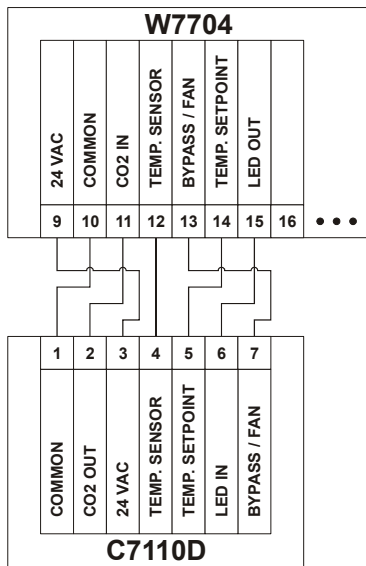 W7704
24 VAC
COMMON
CO2 IN
TEMP. SENSOR
BYPASS / FAN
TEMP. SETPOINT
LED OUT
9 10 11 12 13 14 15 16
1 2 3 4 5 6 7
COMMON
CO2 OUT
24 VAC
TEMP. SENSOR
TEMP. SETPOINT
LED IN
BYPASS / FAN
C7110D